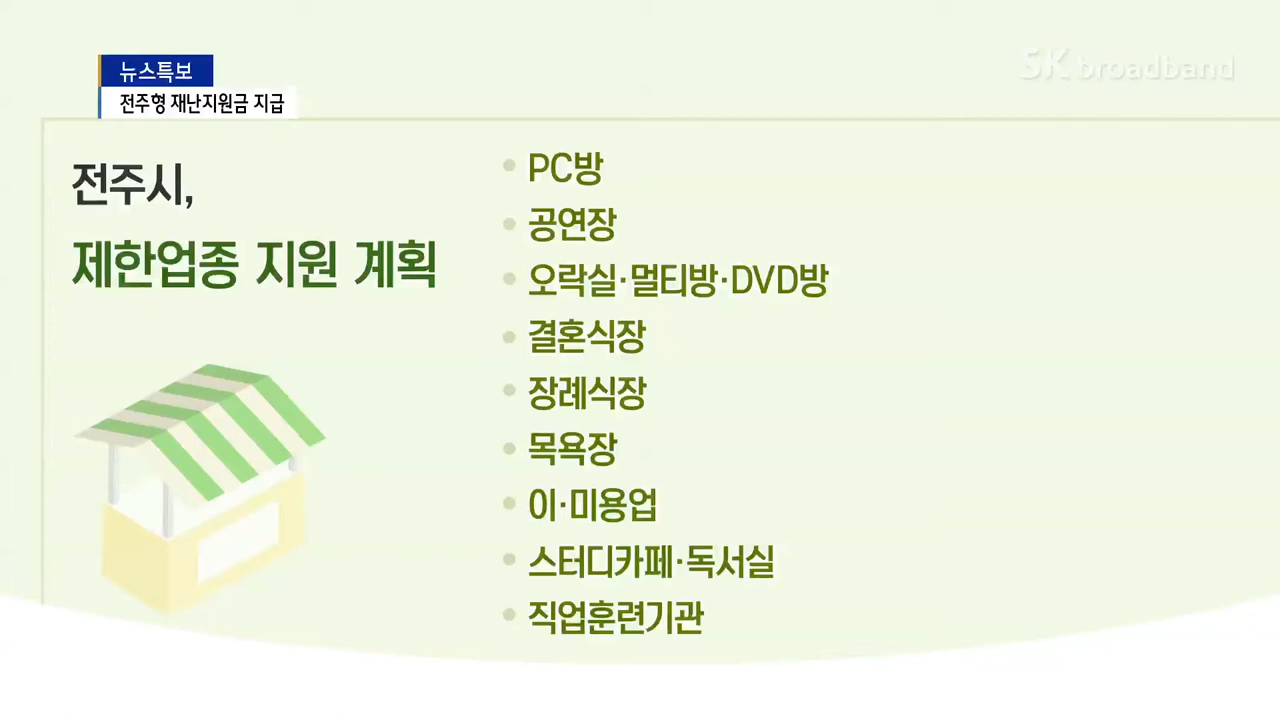 뉴스특보
전주형 재난지원금 지급
SK broadband
전주시,
제한업종 지원 계획
PC방
공연장
오락실·멀티방·DVD방
결혼식장
장례식장
목욕장
이·미용업
스터디카페·독서실
직업훈련기관